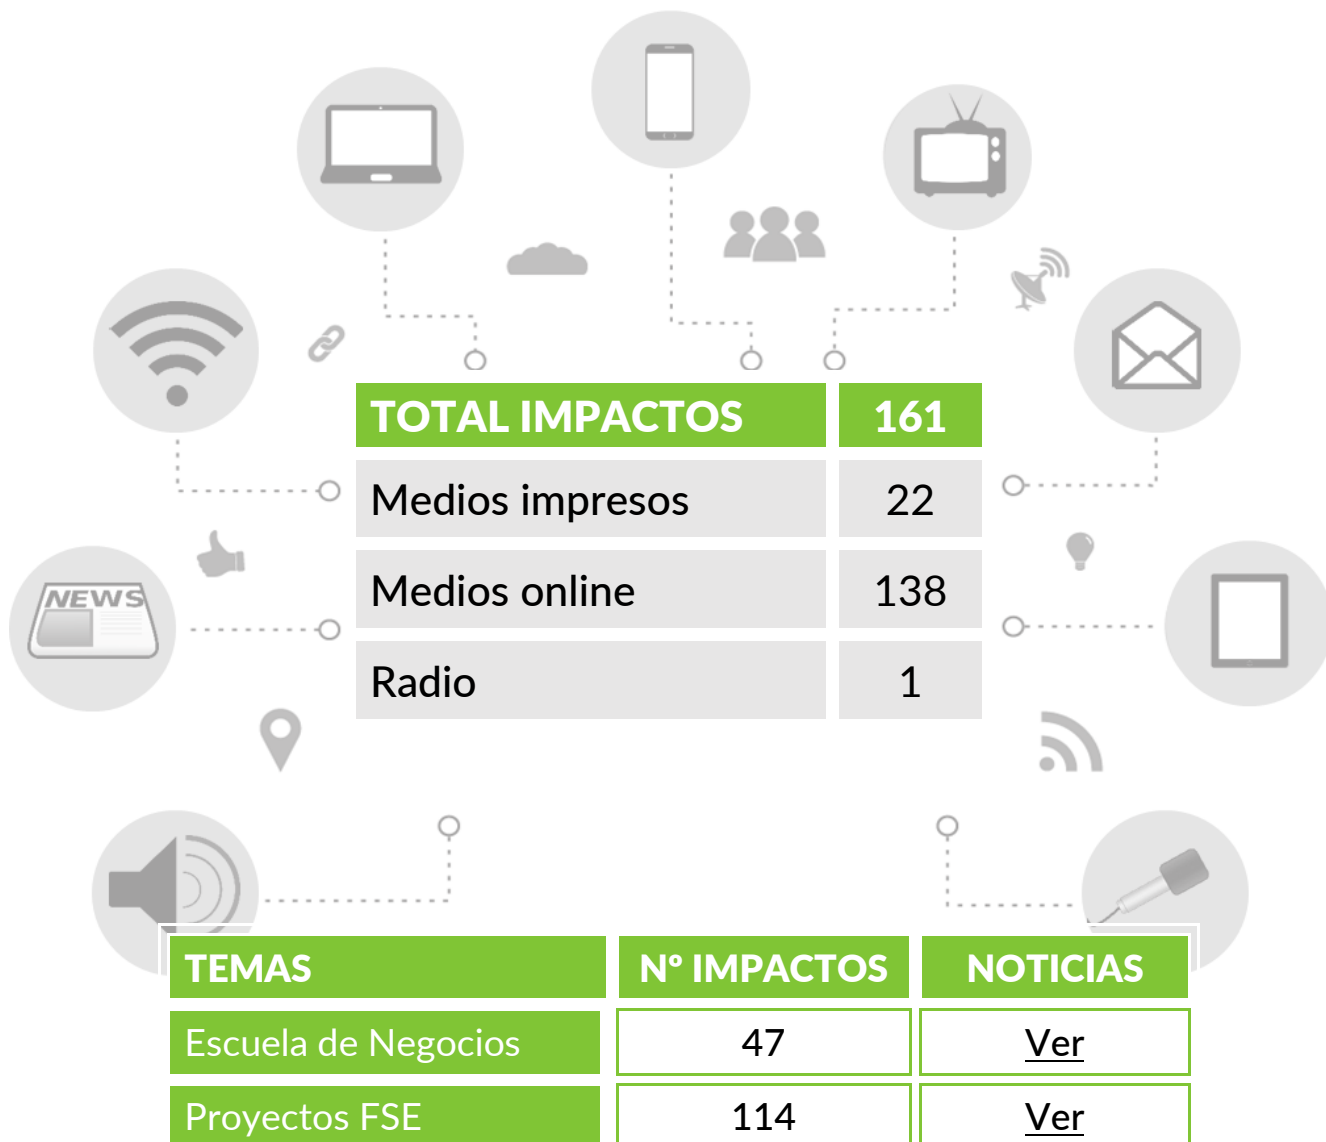 TOTAL IMPACTOS 161
Medios impresos 22
NEWS
Medios online 138
Radio 1
TEMAS Nº IMPACTOS NOTICIAS
Escuela de Negocios 47 Ver
Proyectos FSE 114 Ver